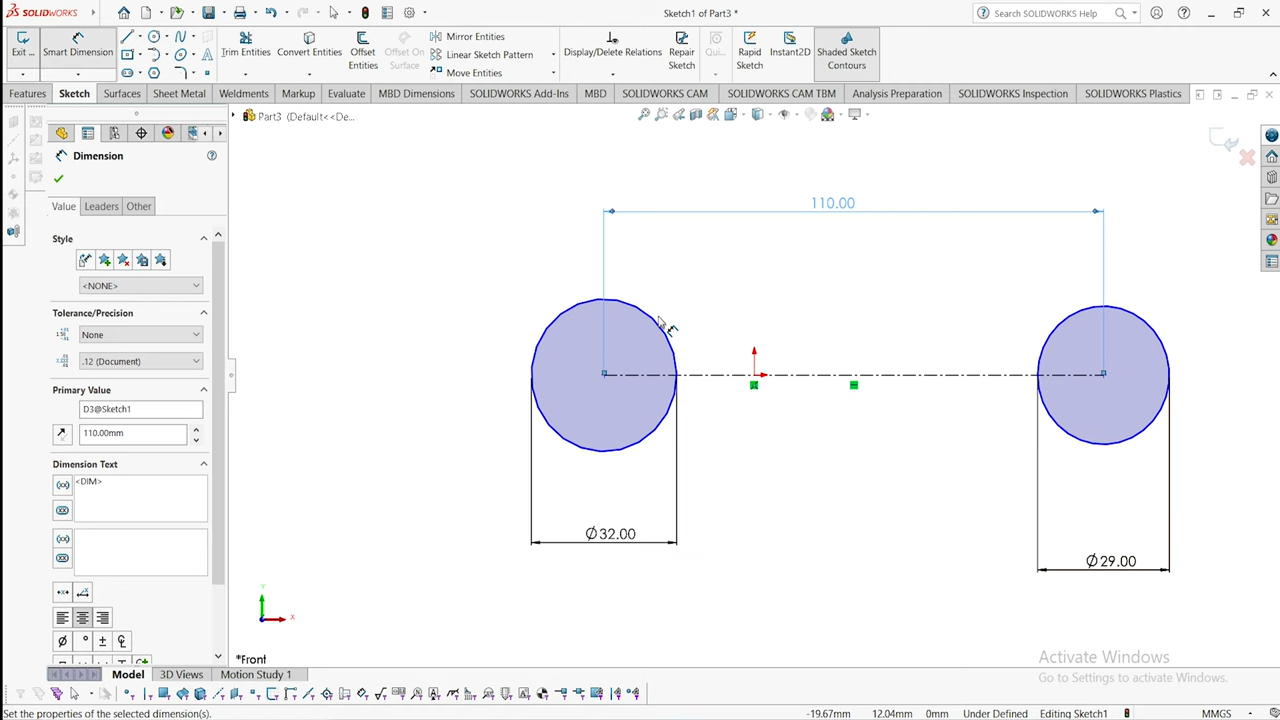 SOLIDWORKS
Sketch1 of Part3 *
Search SOLIDWORKS Help
Exit ...
Smart Dimension
Trim Entities
Convert Entities
Offset Entities
Offset On Surface
Mirror Entities
Linear Sketch Pattern
Move Entities
Display/Delete Relations
Repair Sketch
Qui...
Rapid Sketch
Instant2D
Shaded Sketch Contours
Features
Sketch
Surfaces
Sheet Metal
Weldments
Markup
Evaluate
MBD Dimensions
SOLIDWORKS Add-Ins
MBD
SOLIDWORKS CAM
SOLIDWORKS CAM TBM
Analysis Preparation
SOLIDWORKS Inspection
SOLIDWORKS Plastics
Part3 (Default<<De...
Dimension
Value
Leaders
Other
Style
<NONE>
Tolerance/Precision
None
.12 (Document)
Primary Value
D3@Sketch1
110.00mm
Dimension Text
<DIM>
110.00
Ø32.00
Ø29.00
Y
X
*Front
Activate Windows
Go to Settings to activate Windows.
Model
3D Views
Motion Study 1
Set the properties of the selected dimension(s).
-19.67mm
12.04mm
0mm
Under Defined
Editing Sketch1
MMGS